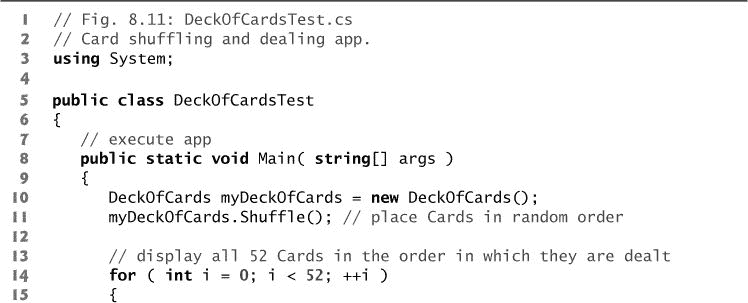 1 // Fig. 8.11: DeckOfCardsTest.cs
2 // Card shuffling and dealing app.
3 using System;
4
5 public class DeckOfCardsTest
6 {
7 // execute app
8 public static void Main( string[] args )
9 {
10 DeckOfCards myDeckOfCards = new DeckOfCards();
11 myDeckOfCards.Shuffle(); // place Cards in random order
12
13 // display all 52 Cards in the order in which they are dealt
14 for ( int i = 0; i < 52; ++i )
15 {